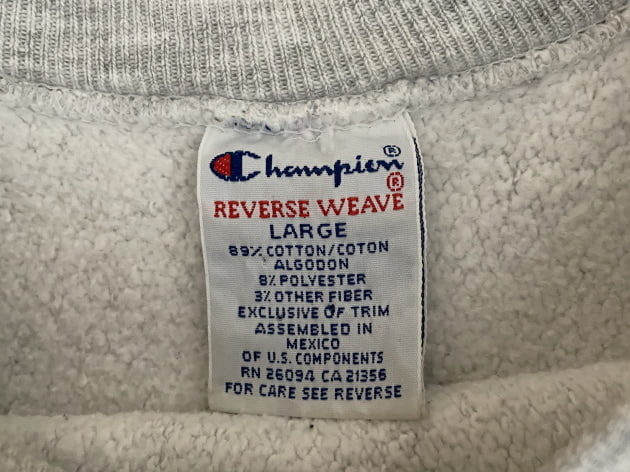 Champion®
REVERSE WEAVE®
LARGE
89% COTTON/COTON
ALGODON
8% POLYESTER
3% OTHER FIBER
EXCLUSIVE OF TRIM
ASSEMBLED IN
MEXICO
OF U.S. COMPONENTS
RN 26094 CA 21356
FOR CARE SEE REVERSE